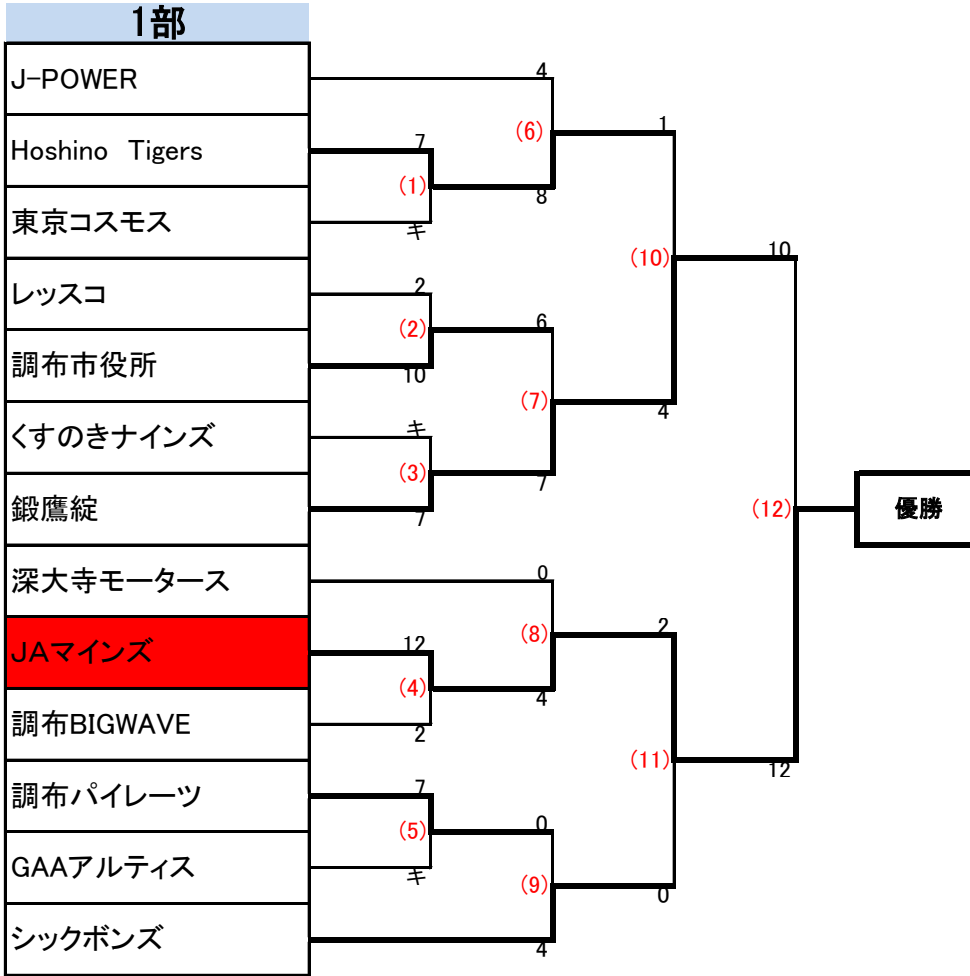 1部
J-POWER
4
(6)
1
Hoshino Tigers
7
(1)
8
東京コスモス
キ
(10)
10
レッスコ
2
(2)
6
調布市役所
10
(7)
4
くすのきナインズ
キ
(3)
7
鍛鷹綻
7
(12)
優勝
深大寺モータース
0
(8)
2
JAマインズ
12
(4)
4
調布BIGWAVE
2
(11)
12
調布パイレーツ
7
(5)
0
GAAアルティス
キ
(9)
0
シックボンズ
4